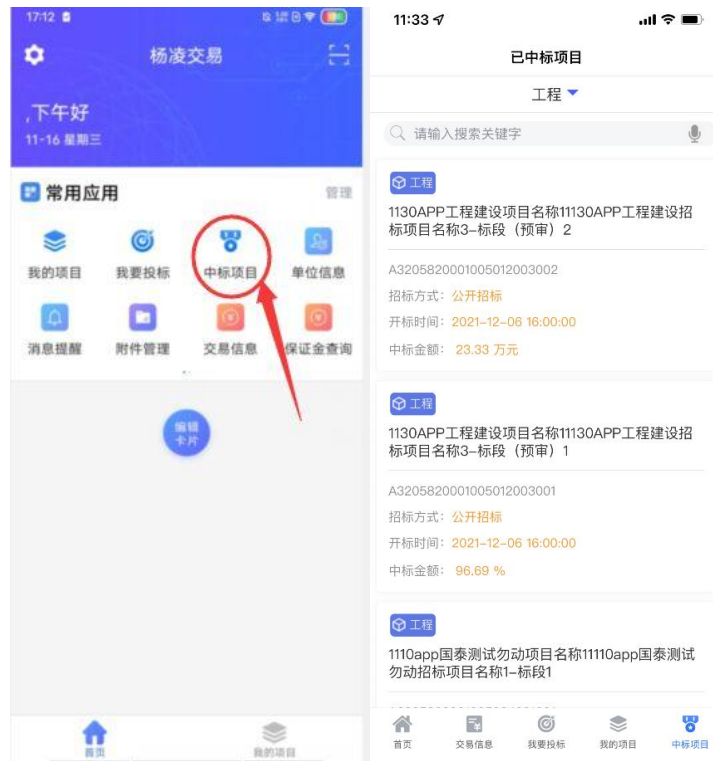 17:12
杨凌交易
,下午好
11-16 星期三
常用应用
管理
我的项目
我要投标
中标项目
单位信息
消息提醒
附件管理
交易信息
保证金查询
编辑
卡片
首页
我的项目
11:33
已中标项目
工程
请输入搜索关键字
工程
1130APP工程建设项目名称11130APP工程建设招
标项目名称3-标段（预审）2
A3205820001005012003002
招标方式：公开招标
开标时间：2021-12-06 16:00:00
中标金额： 23.33 万元
工程
1130APP工程建设项目名称11130APP工程建设招
标项目名称3-标段（预审）1
A3205820001005012003001
招标方式：公开招标
开标时间：2021-12-06 16:00:00
中标金额： 96.69 %
工程
1110app国泰测试勿动项目名称11110app国泰测试
勿动招标项目名称1-标段1
首页
交易信息
我要投标
我的项目
中标项目